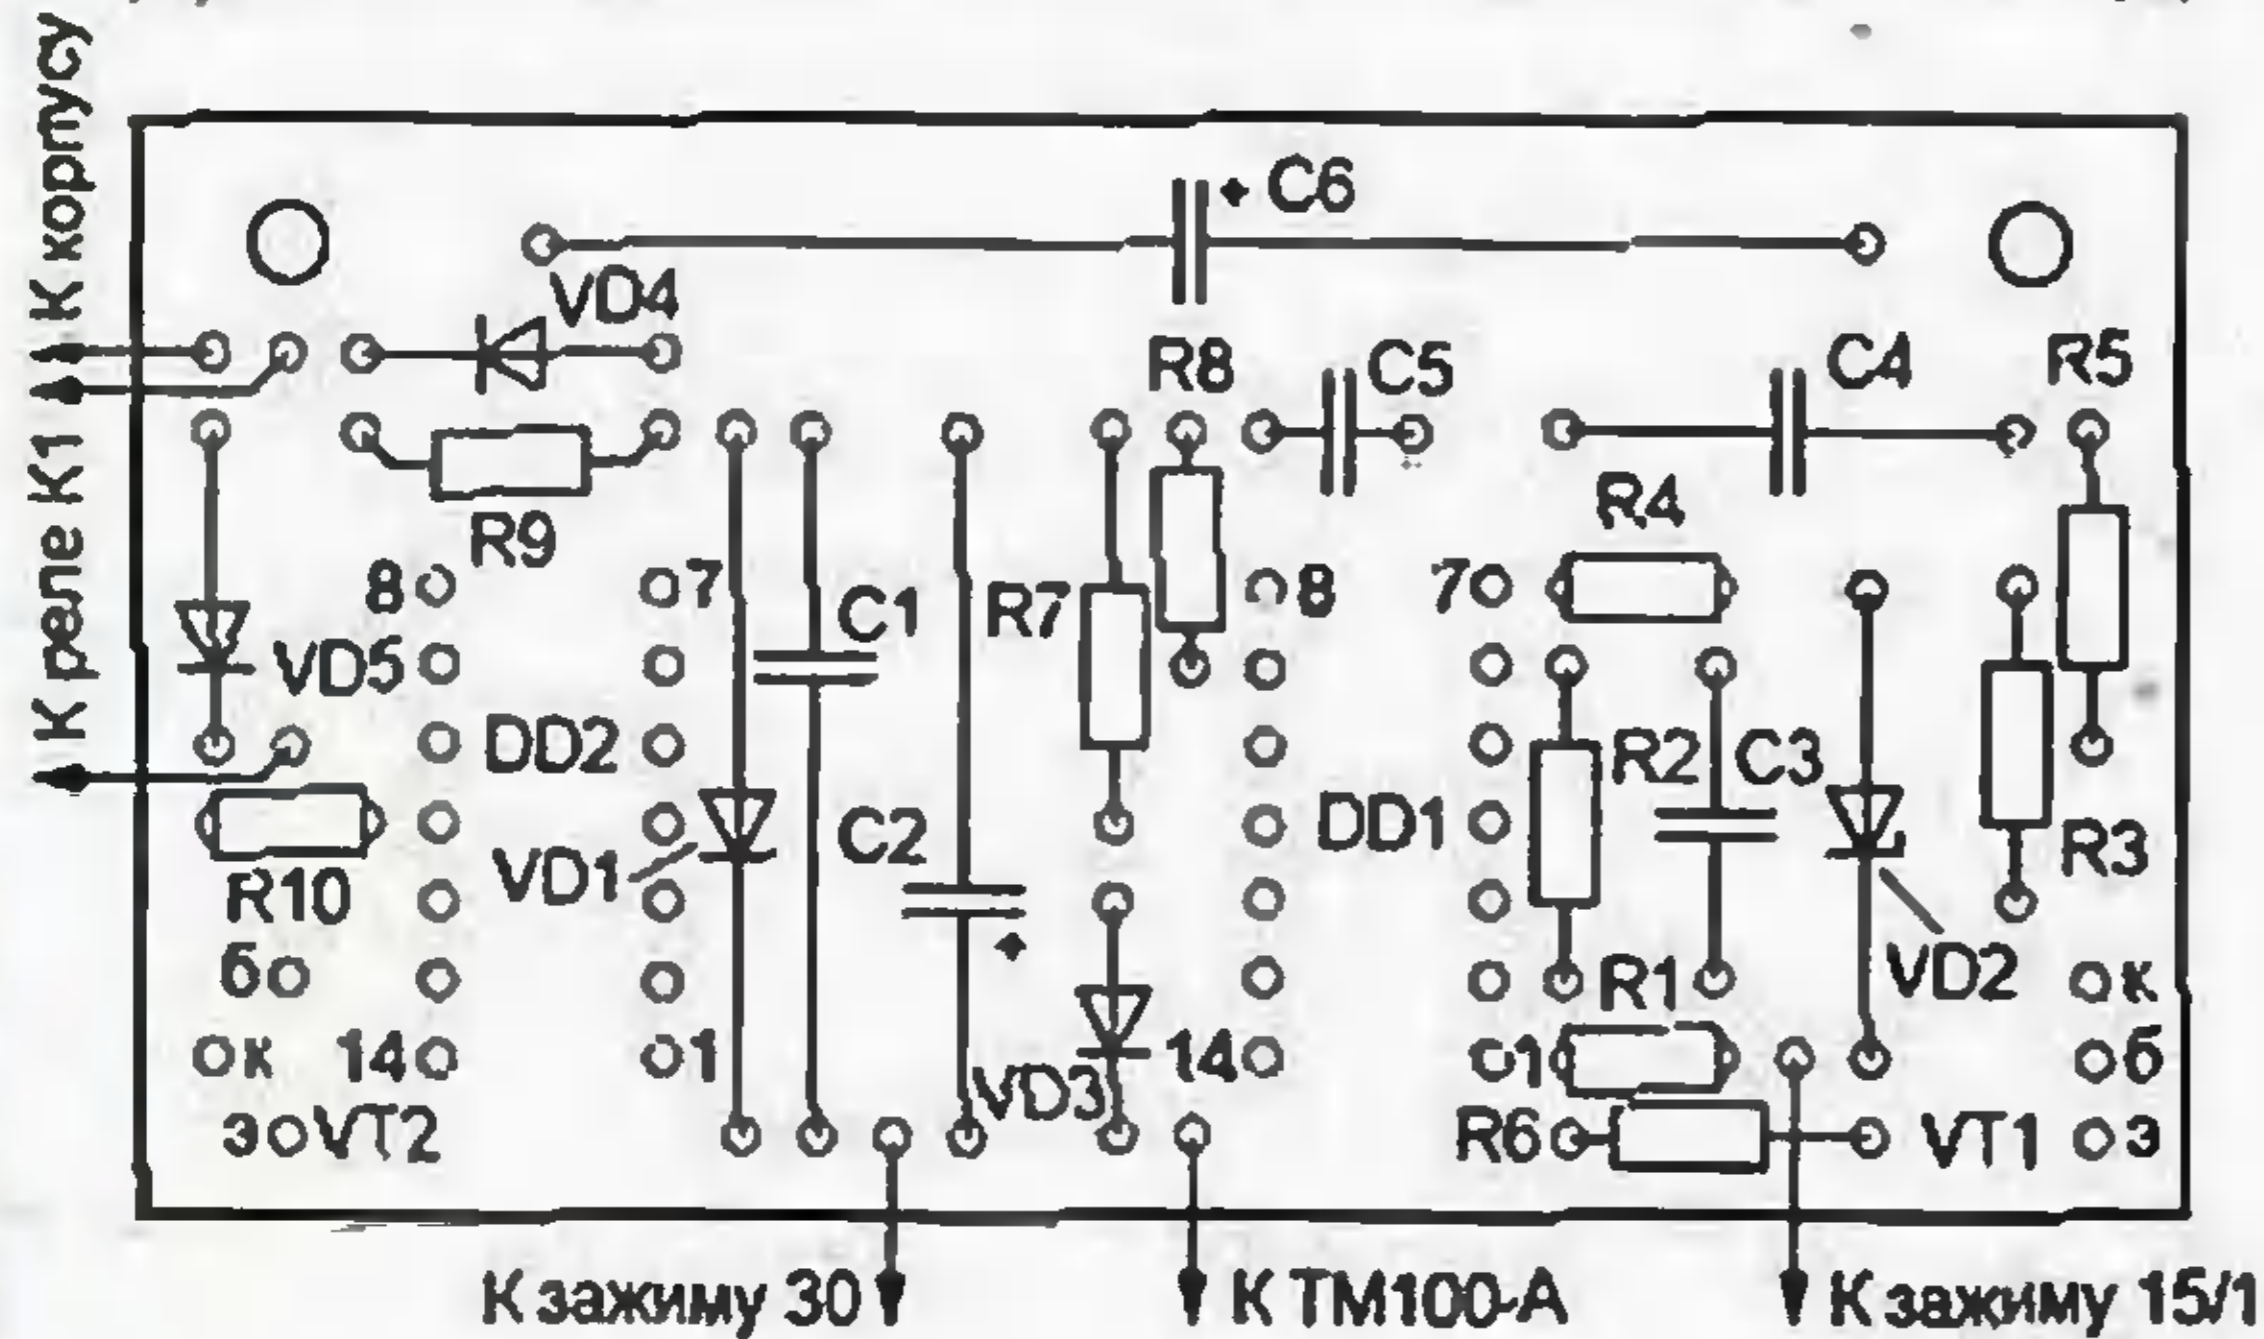 К корпусу
К реле К1
C6
VD4
R8
C5
C4
R5
R9
R4
8
7
C1
R7
8
7
VD5
DD2
R2
C3
C2
DD1
VD1
R3
R10
б
R1
VD2
к
к
14
1
14
1
б
VD3
э
VT2
R6
VT1
э
К зажиму 30
К ТМ100-А
К зажиму 15/1